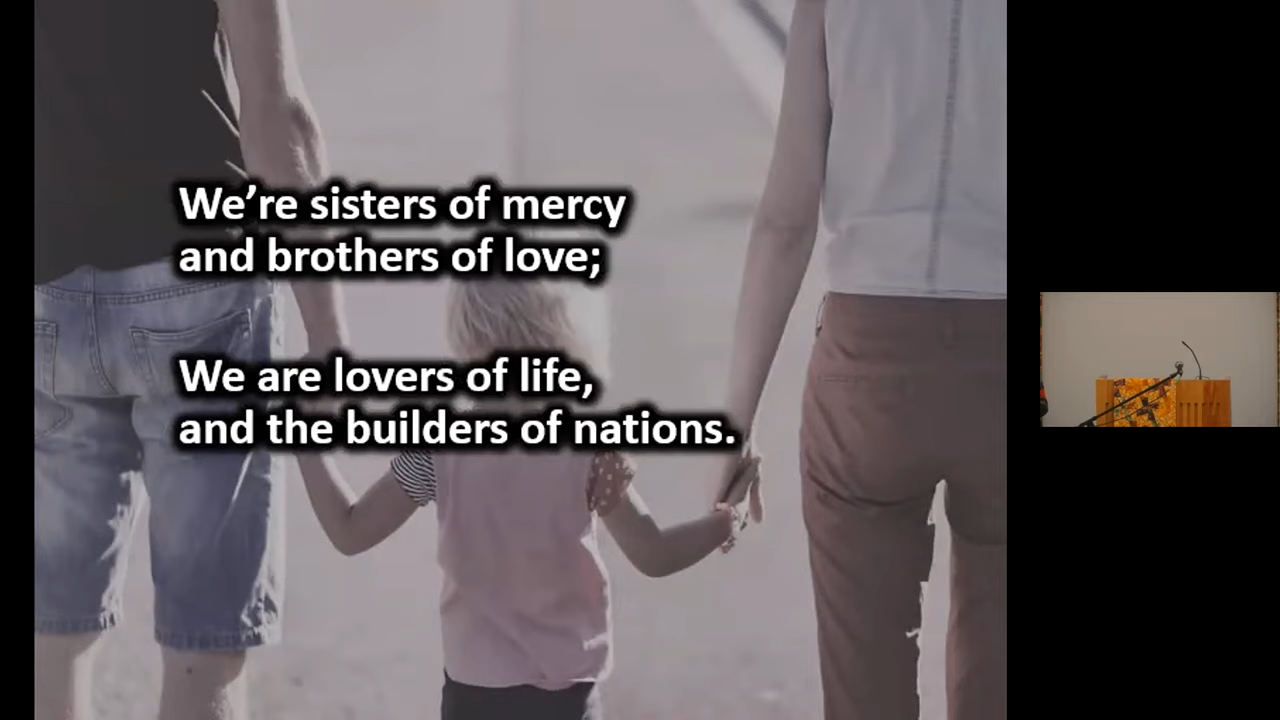 We’re sisters of mercy
and brothers of love;
We are lovers of life,
and the builders of nations.